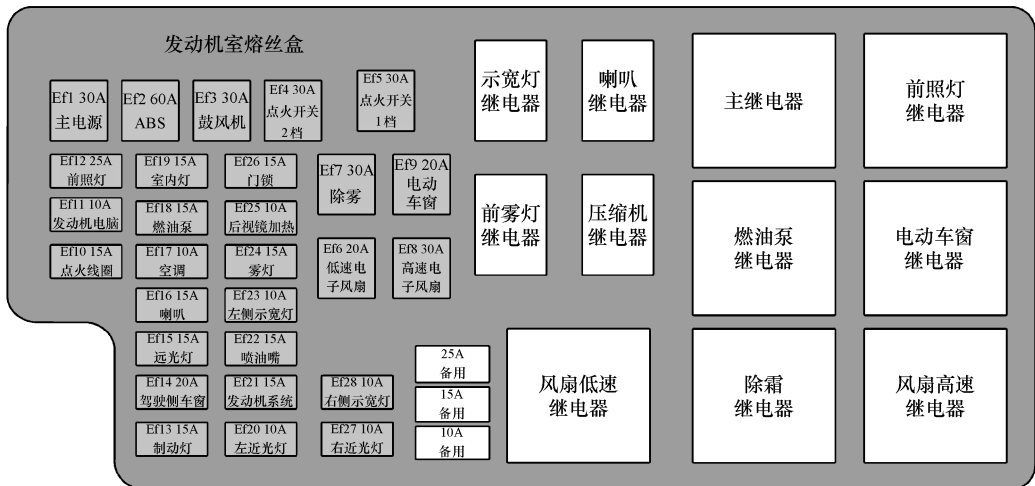 发动机室熔丝盒
Ef1 30A
主电源
Ef2 60A
ABS
Ef3 30A
鼓风机
Ef4 30A
点火开关
2档
Ef5 30A
点火开关
1档
Ef12 25A
前照灯
Ef19 15A
室内灯
Ef26 15A
门锁
Ef7 30A
除雾
Ef9 20A
电动
车窗
Ef11 10A
发动机电脑
Ef18 15A
燃油泵
Ef25 10A
后视镜加热
Ef10 15A
点火线圈
Ef17 10A
空调
Ef24 15A
雾灯
Ef6 20A
低速电
子风扇
Ef8 30A
高速电
子风扇
Ef16 15A
喇叭
Ef23 10A
左侧示宽灯
Ef15 15A
远光灯
Ef22 15A
喷油嘴
Ef14 20A
驾驶侧车窗
Ef21 15A
发动机系统
Ef28 10A
右侧示宽灯
Ef13 15A
制动灯
Ef20 10A
左近光灯
Ef27 10A
右近光灯
25A
备用
15A
备用
10A
备用
示宽灯
继电器
喇叭
继电器
主继电器
前照灯
继电器
前雾灯
继电器
压缩机
继电器
燃油泵
继电器
电动车窗
继电器
风扇低速
继电器
除霜
继电器
风扇高速
继电器